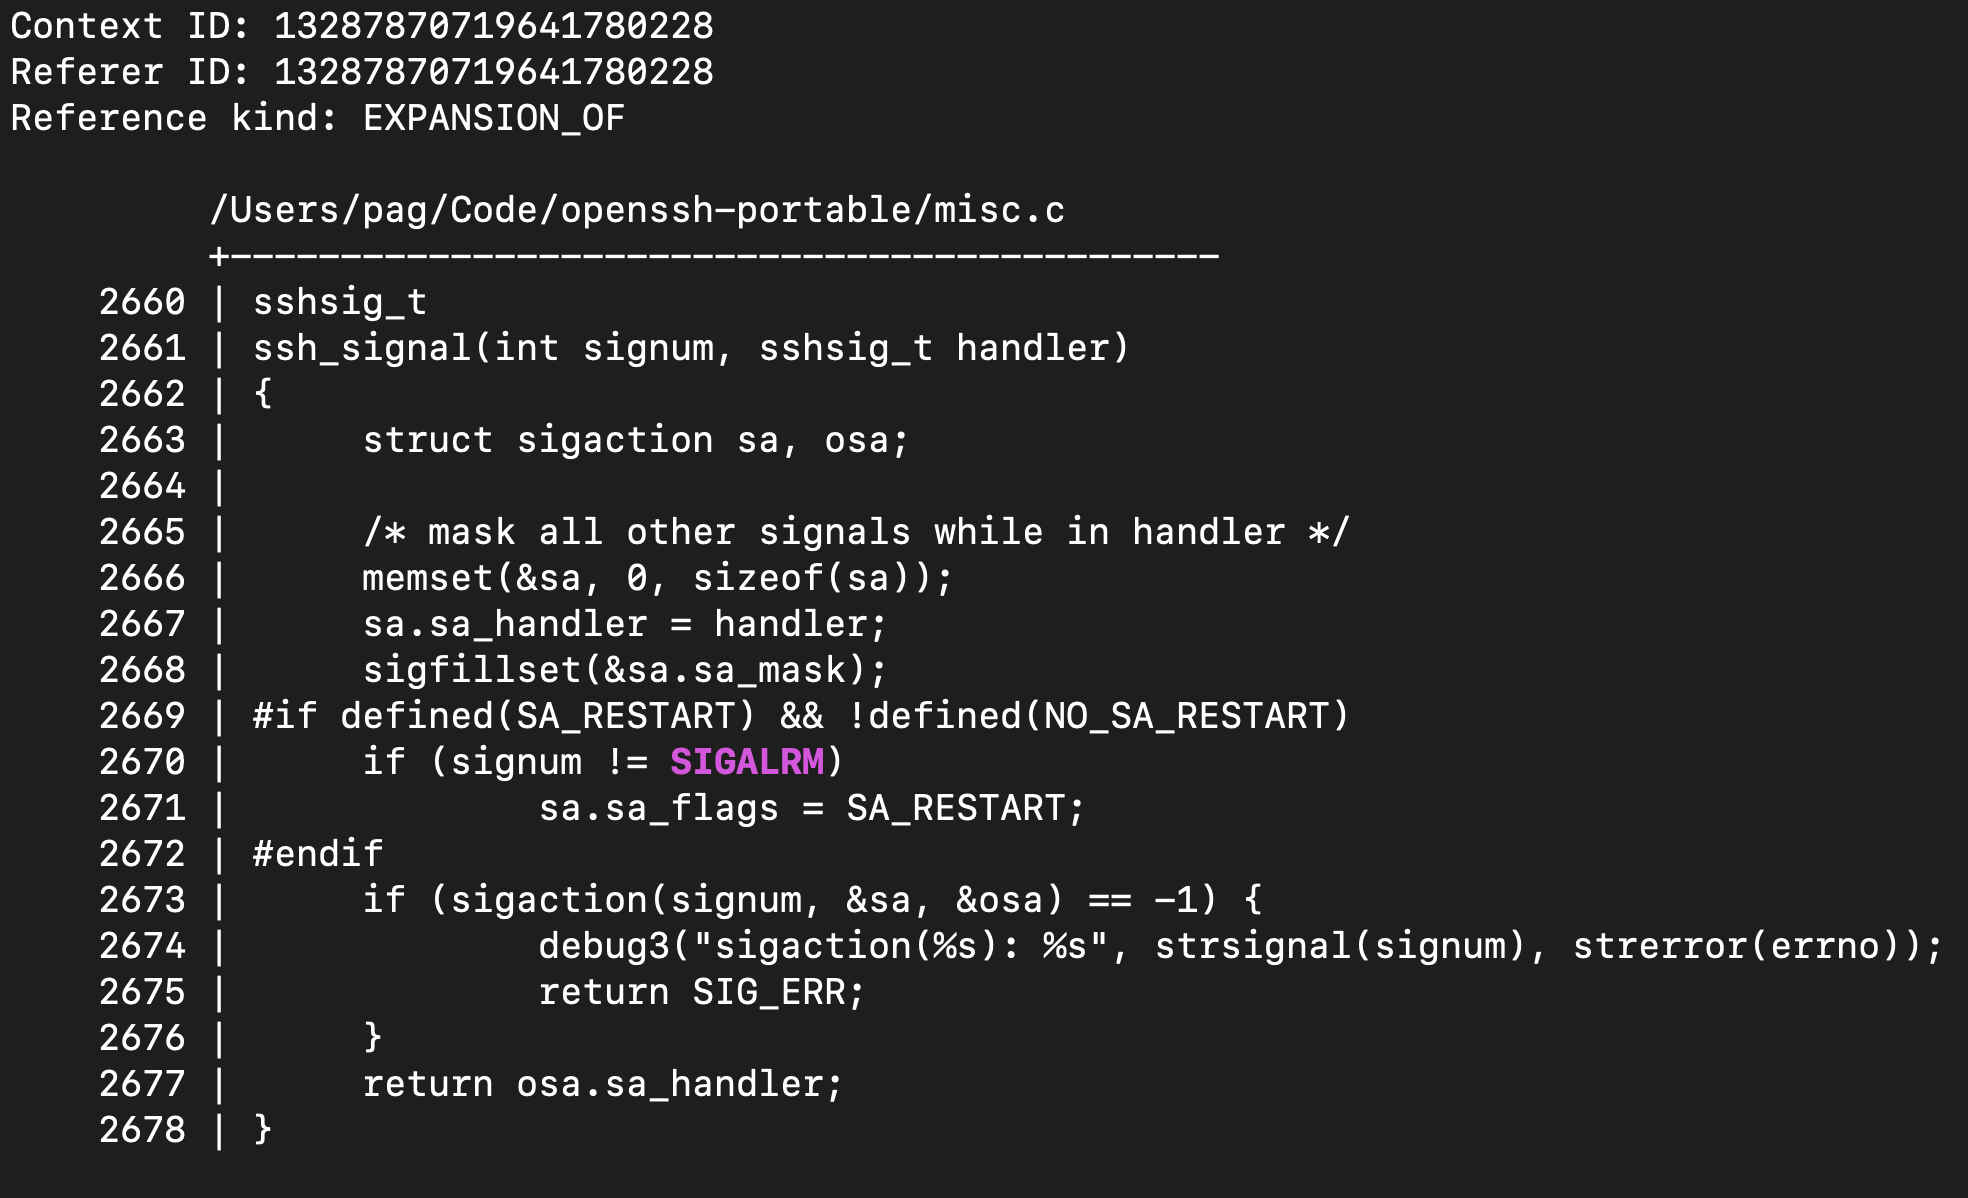 Context ID: 13287870719641780228
Referer ID: 13287870719641780228
Reference kind: EXPANSION_OF
/Users/pag/Code/openssh-portable/misc.c
+---------------------------------------------
2660 | sshsig_t
2661 | ssh_signal(int signum, sshsig_t handler)
2662 | {
2663 |      struct sigaction sa, osa;
2664 |
2665 |      /* mask all other signals while in handler */
2666 |      memset(&sa, 0, sizeof(sa));
2667 |      sa.sa_handler = handler;
2668 |      sigfillset(&sa.sa_mask);
2669 | #if defined(SA_RESTART) && !defined(NO_SA_RESTART)
2670 |      if (signum != SIGALRM)
2671 |              sa.sa_flags = SA_RESTART;
2672 | #endif
2673 |      if (sigaction(signum, &sa, &osa) == -1) {
2674 |              debug3("sigaction(%s): %s", strsignal(signum), strerror(errno));
2675 |              return SIG_ERR;
2676 |      }
2677 |      return osa.sa_handler;
2678 | }